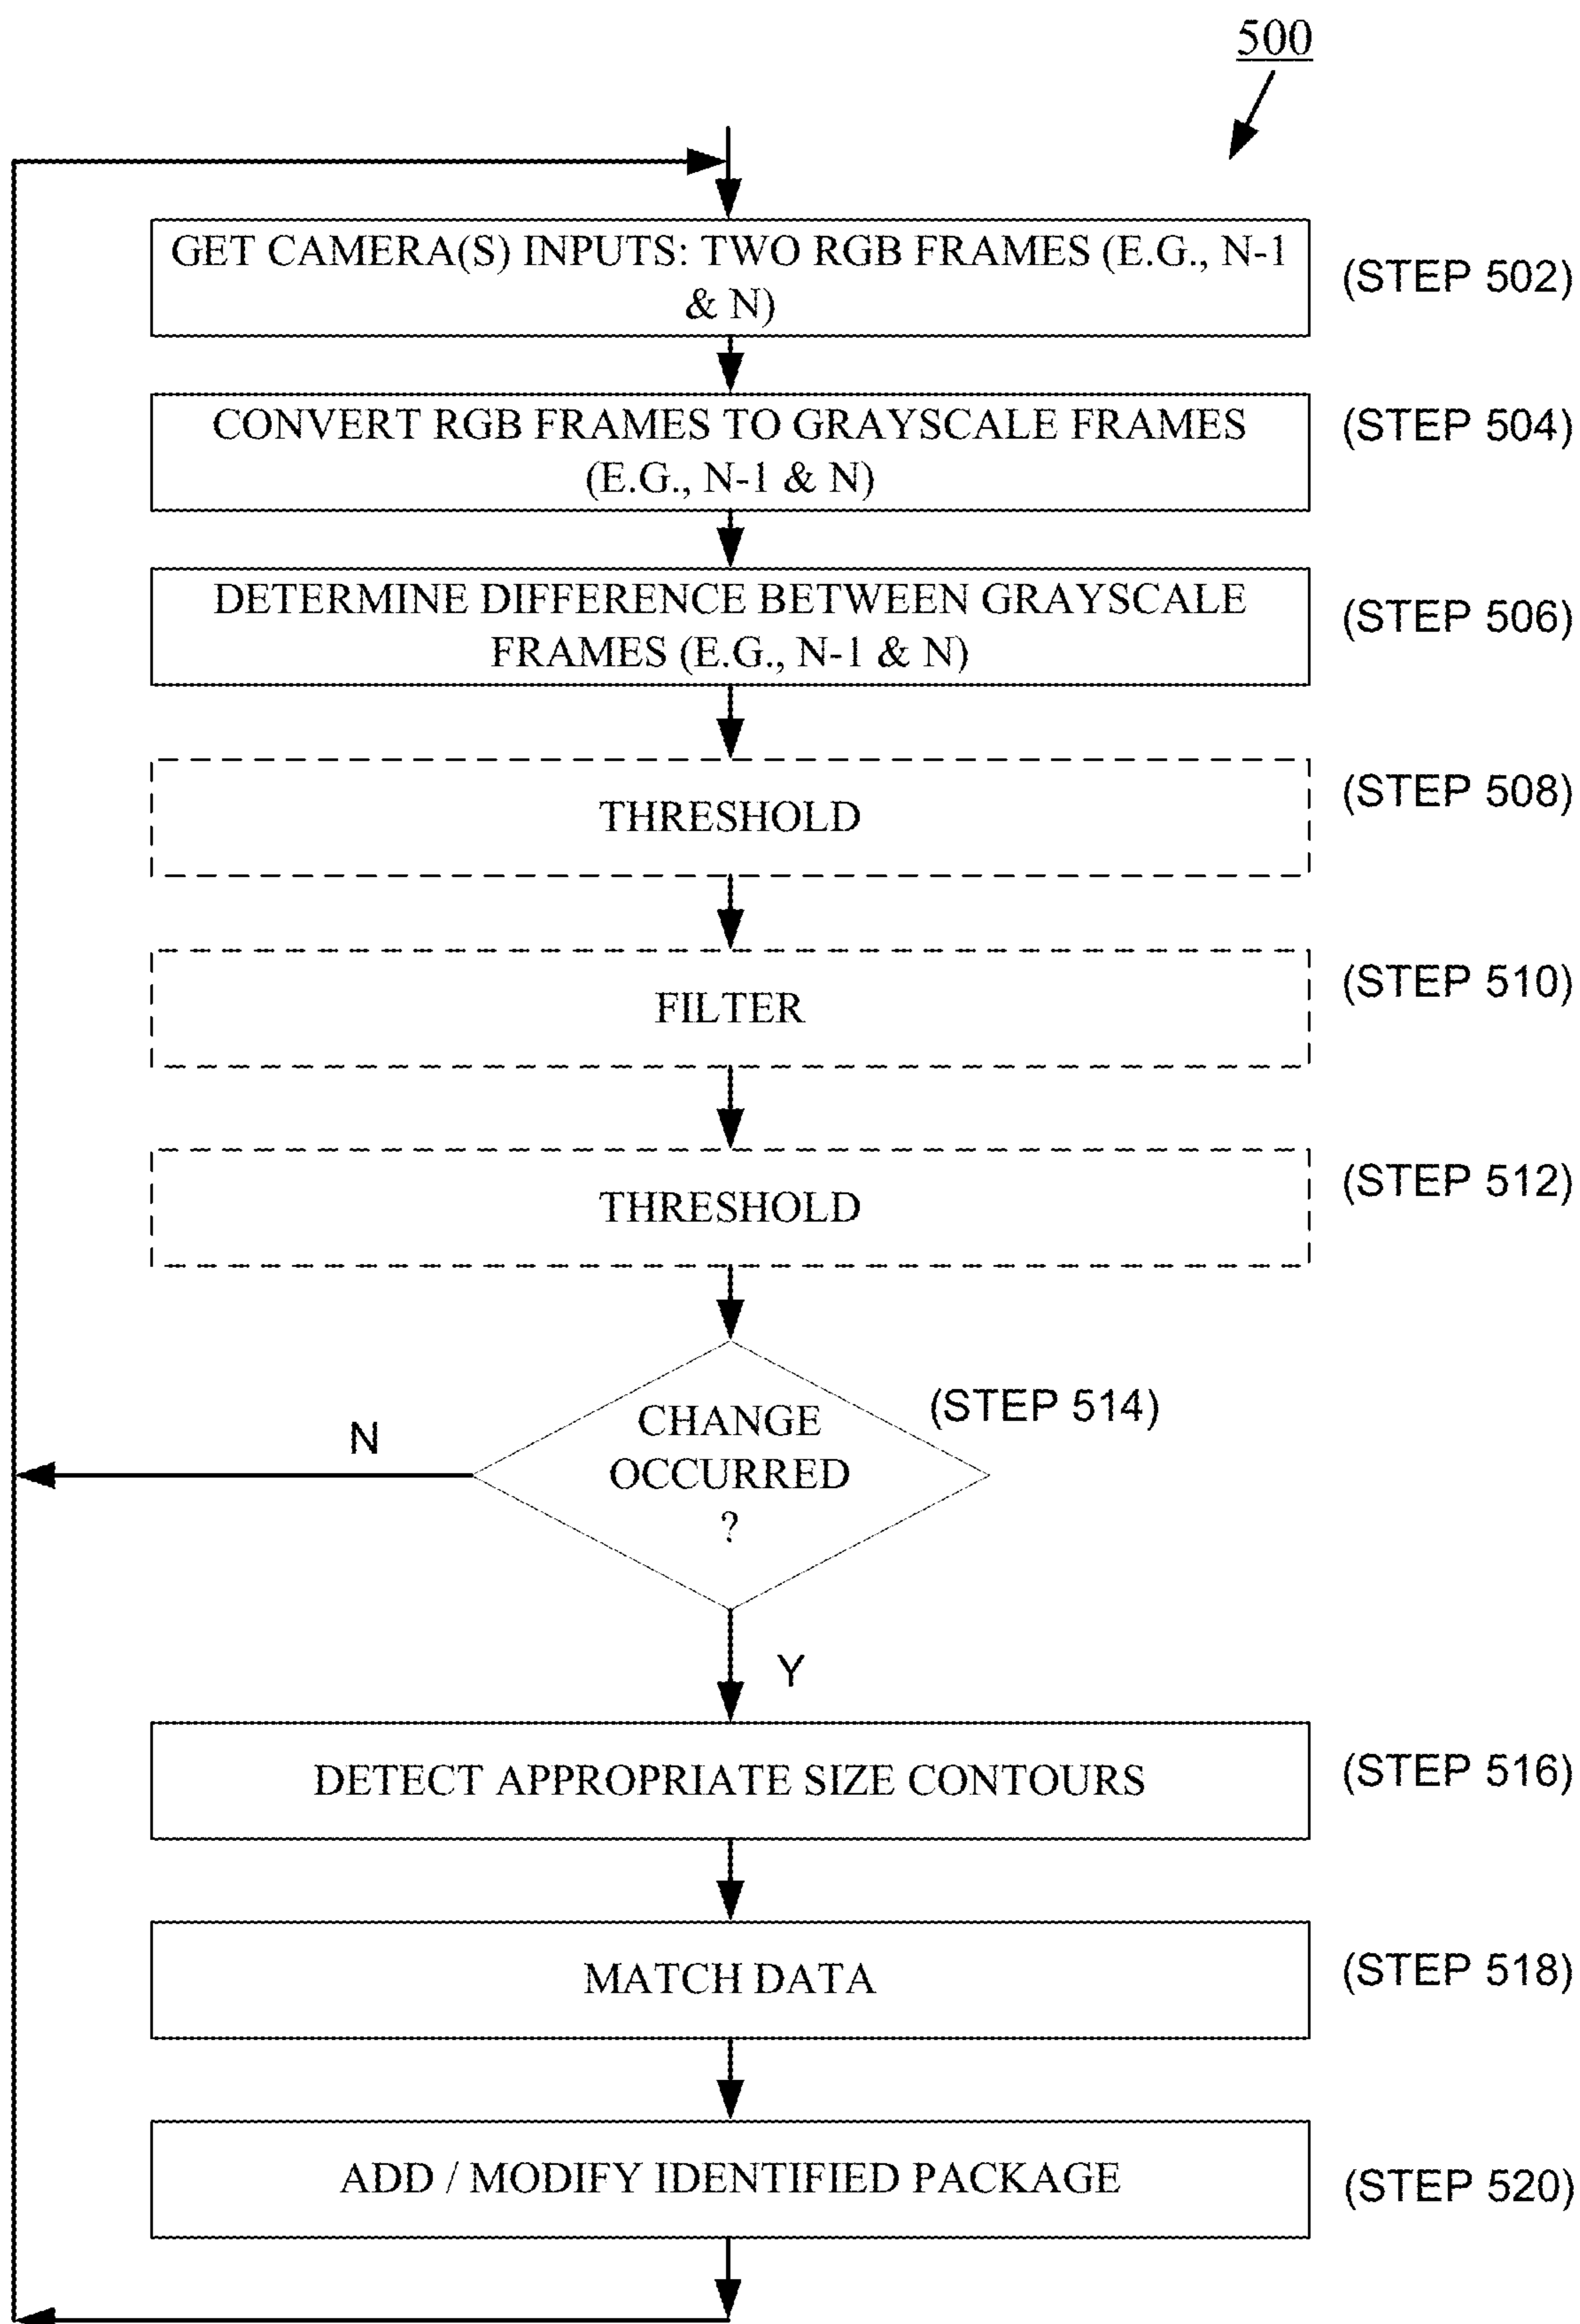 500
GET CAMERA(S) INPUTS: TWO RGB FRAMES (E.G., N-1
& N)
(STEP 502)
CONVERT RGB FRAMES TO GRAYSCALE FRAMES
(E.G., N-1 & N)
(STEP 504)
DETERMINE DIFFERENCE BETWEEN GRAYSCALE
FRAMES (E.G., N-1 & N)
(STEP 506)
THRESHOLD
(STEP 508)
FILTER
(STEP 510)
THRESHOLD
(STEP 512)
CHANGE
OCCURRED
?
(STEP 514)
N
Y
DETECT APPROPRIATE SIZE CONTOURS
(STEP 516)
MATCH DATA
(STEP 518)
ADD / MODIFY IDENTIFIED PACKAGE
(STEP 520)